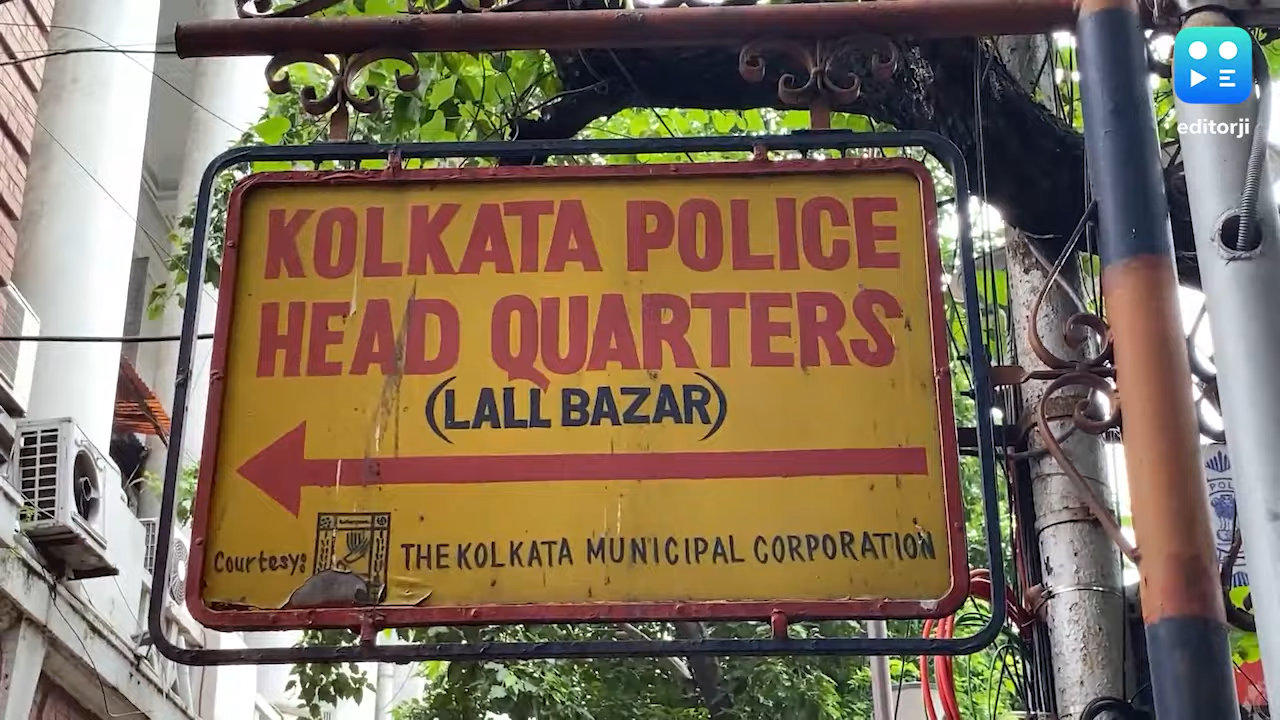 KOLKATA POLICE
HEAD QUARTERS
(LALL BAZAR)
Courtesy: THE KOLKATA MUNICIPAL CORPORATION
editorji